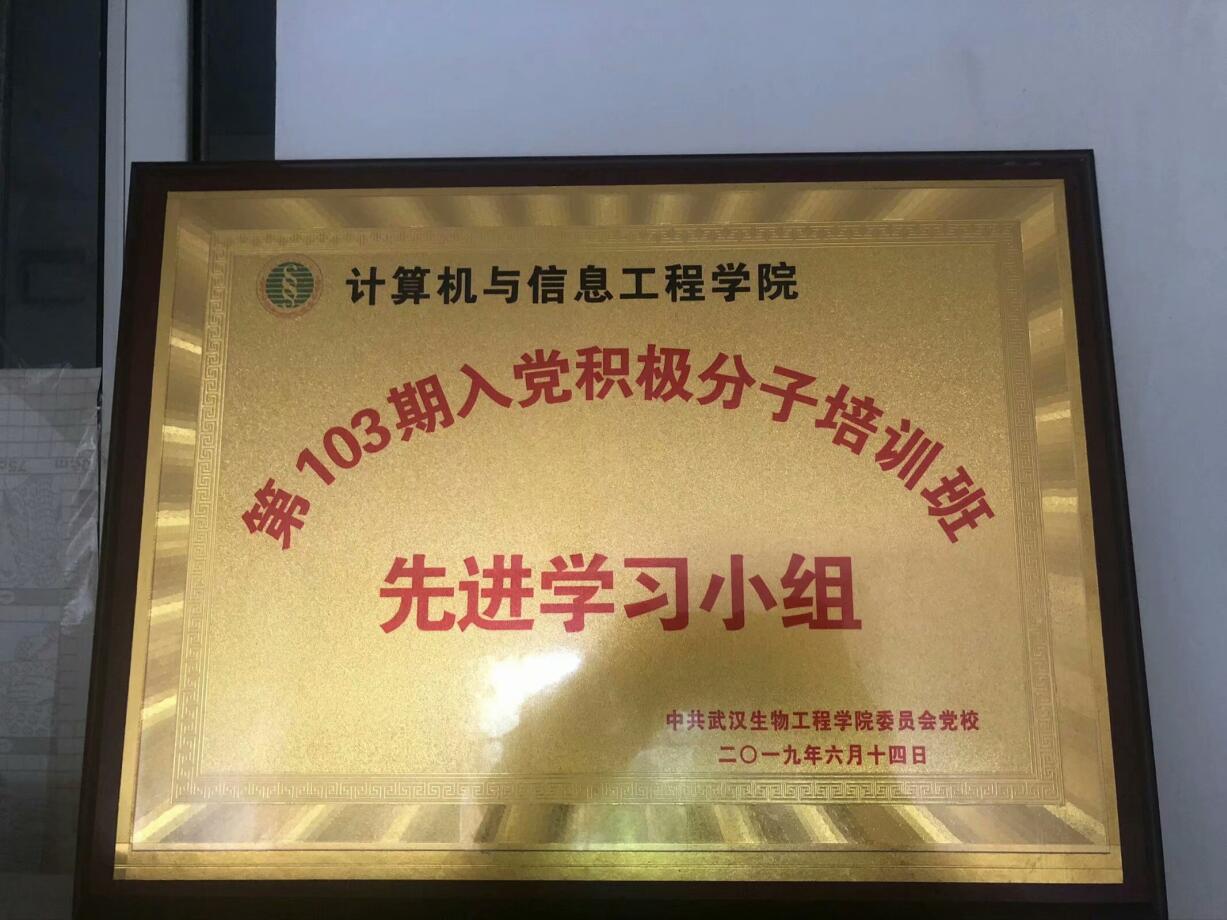 计算机与信息工程学院
第103期入党积极分子培训班
先进学习小组
中共武汉生物工程学院委员会党校
二〇一九年六月十四日